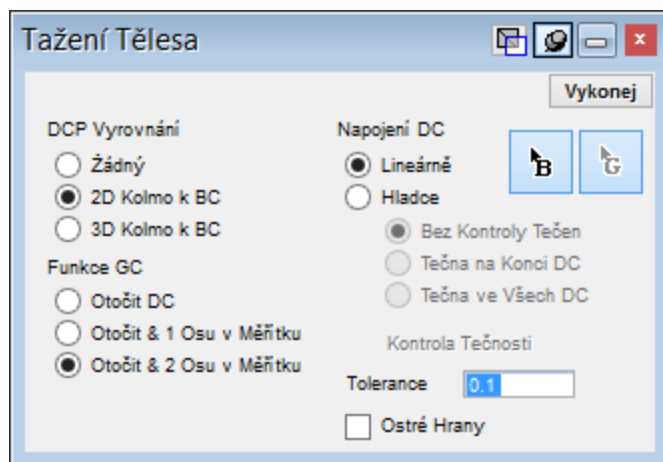 Tažení Tělesa
Vykonej
DCP Vyrovnání
Žádný
2D Kolmo k BC
3D Kolmo k BC
Funkce GC
Otočit DC
Otočit & 1 Osu v Měřítku
Otočit & 2 Osu v Měřítku
Napojení DC
Lineárně
Hladce
B
G
Bez Kontroly Tečen
Tečna na Konci DC
Tečna ve Všech DC
Kontrola Tečnosti
Tolerance 0.1
Ostré Hrany